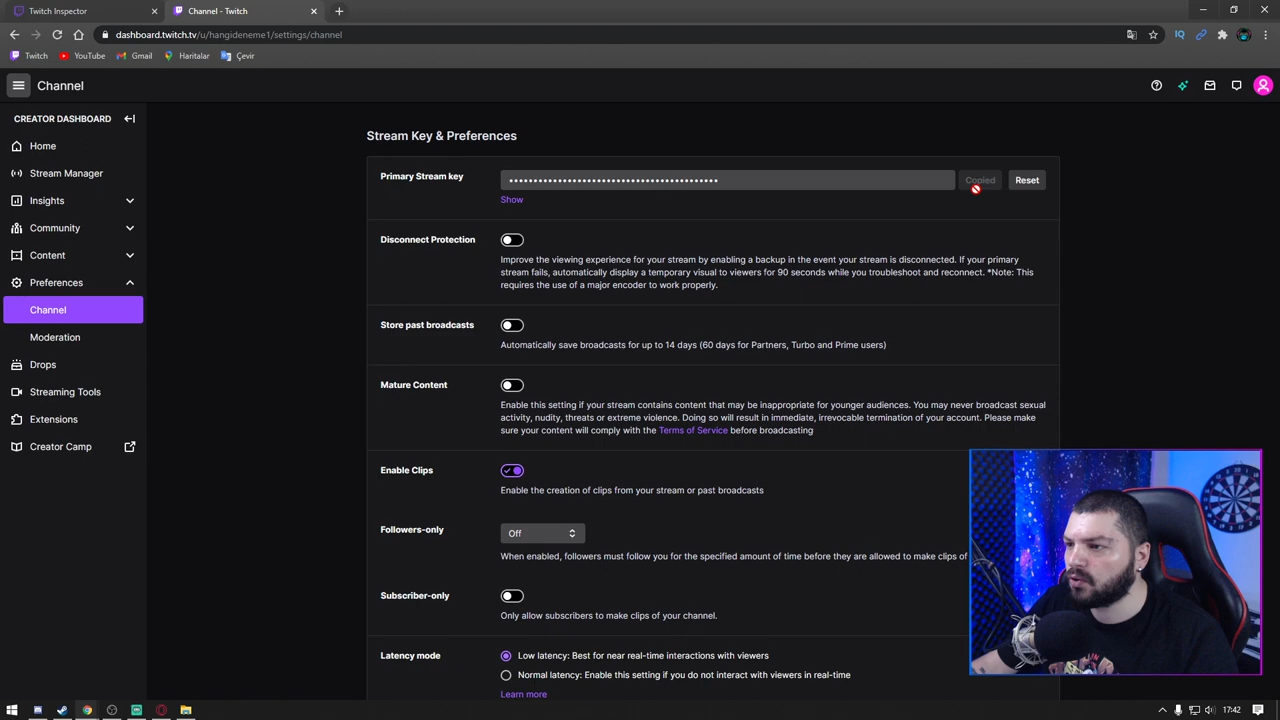 Twitch Inspector
Channel - Twitch
dashboard.twitch.tv/u/hangideneme1/settings/channel
Twitch
YouTube
Gmail
Haritalar
Çevir
Channel
CREATOR DASHBOARD
Home
Stream Manager
Insights
Community
Content
Preferences
Channel
Moderation
Drops
Streaming Tools
Extensions
Creator Camp
Stream Key & Preferences
Primary Stream key
••••••••••••••••••••••••••••••••••••••••••••
Copied
Reset
Show
Disconnect Protection
Improve the viewing experience for your stream by enabling a backup in the event your stream is disconnected. If your primary
stream fails, automatically display a temporary visual to viewers for 90 seconds while you troubleshoot and reconnect. *Note: This
requires the use of a major encoder to work properly.
Store past broadcasts
Automatically save broadcasts for up to 14 days (60 days for Partners, Turbo and Prime users)
Mature Content
Enable this setting if your stream contains content that may be inappropriate for younger audiences. You may never broadcast sexual
activity, nudity, threats or extreme violence. Doing so will result in immediate, irrevocable termination of your account. Please make
sure your content will comply with the Terms of Service before broadcasting
Enable Clips
Enable the creation of clips from your stream or past broadcasts
Followers-only
Off
When enabled, followers must follow you for the specified amount of time before they are allowed to make clips of
Subscriber-only
Only allow subscribers to make clips of your channel.
Latency mode
Low latency: Best for near real-time interactions with viewers
Normal latency: Enable this setting if you do not interact with viewers in real-time
Learn more
17:42